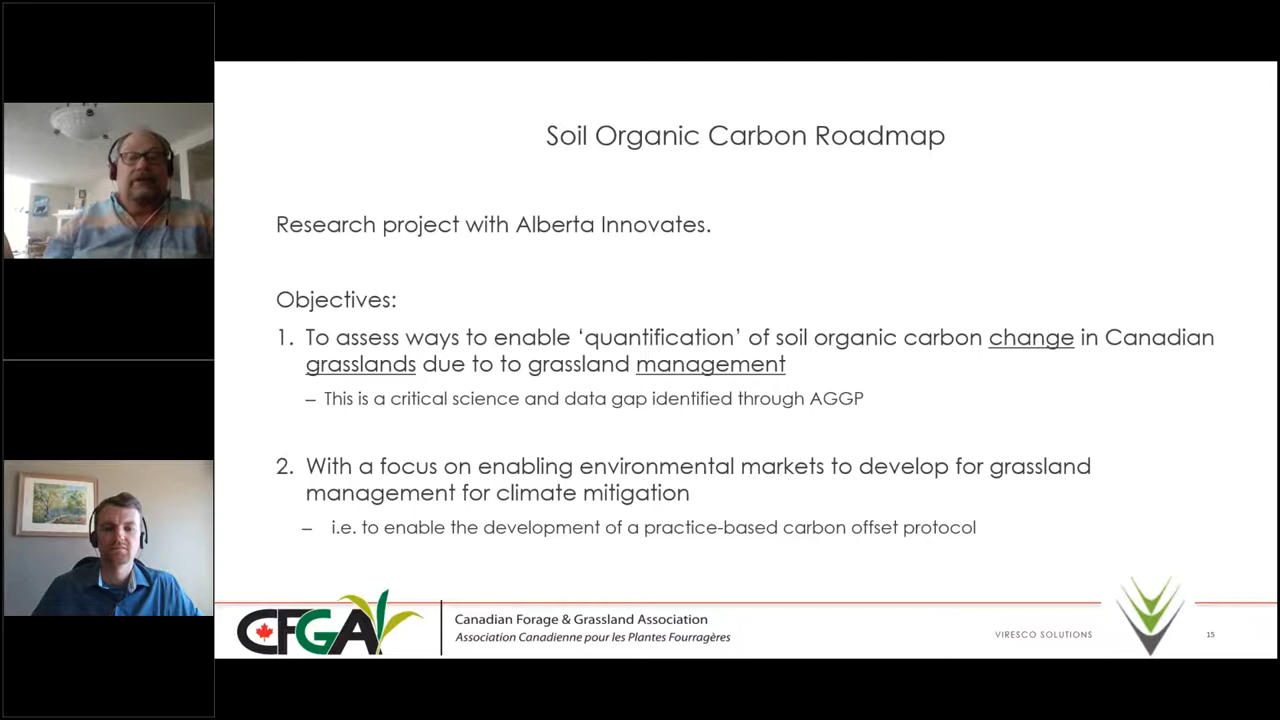 Soil Organic Carbon Roadmap
Research project with Alberta Innovates.
Objectives:
1. To assess ways to enable ‘quantification’ of soil organic carbon change in Canadian
grasslands due to to grassland management
– This is a critical science and data gap identified through AGGP
2. With a focus on enabling environmental markets to develop for grassland
management for climate mitigation
– i.e. to enable the development of a practice-based carbon offset protocol
CFGA
Canadian Forage & Grassland Association
Association Canadienne pour les Plantes Fourragères
VIRESCO SOLUTIONS
15